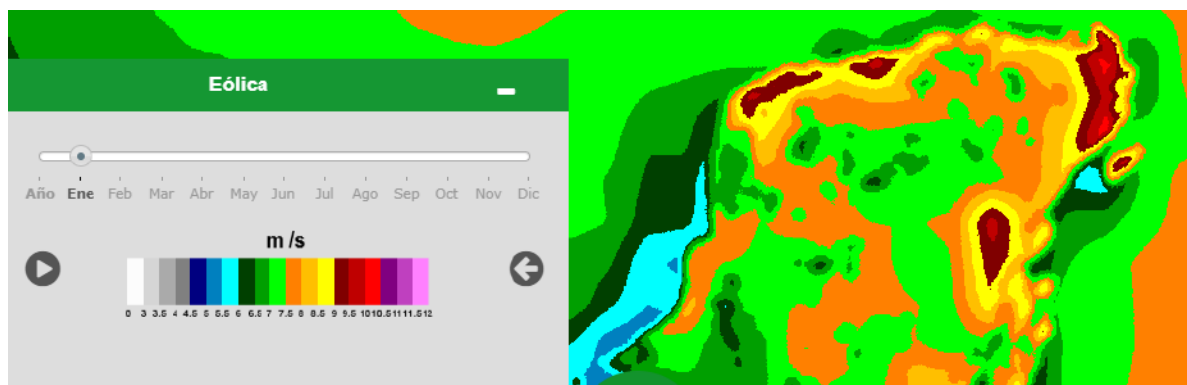 Eólica
Año Ene Feb Mar Abr May Jun Jul Ago Sep Oct Nov Dic
m /s
0 3 3.5 4 4.5 5 5.5 6 6.5 7 7.5 8 8.5 9 9.5 10 10.5 11 11.5 12